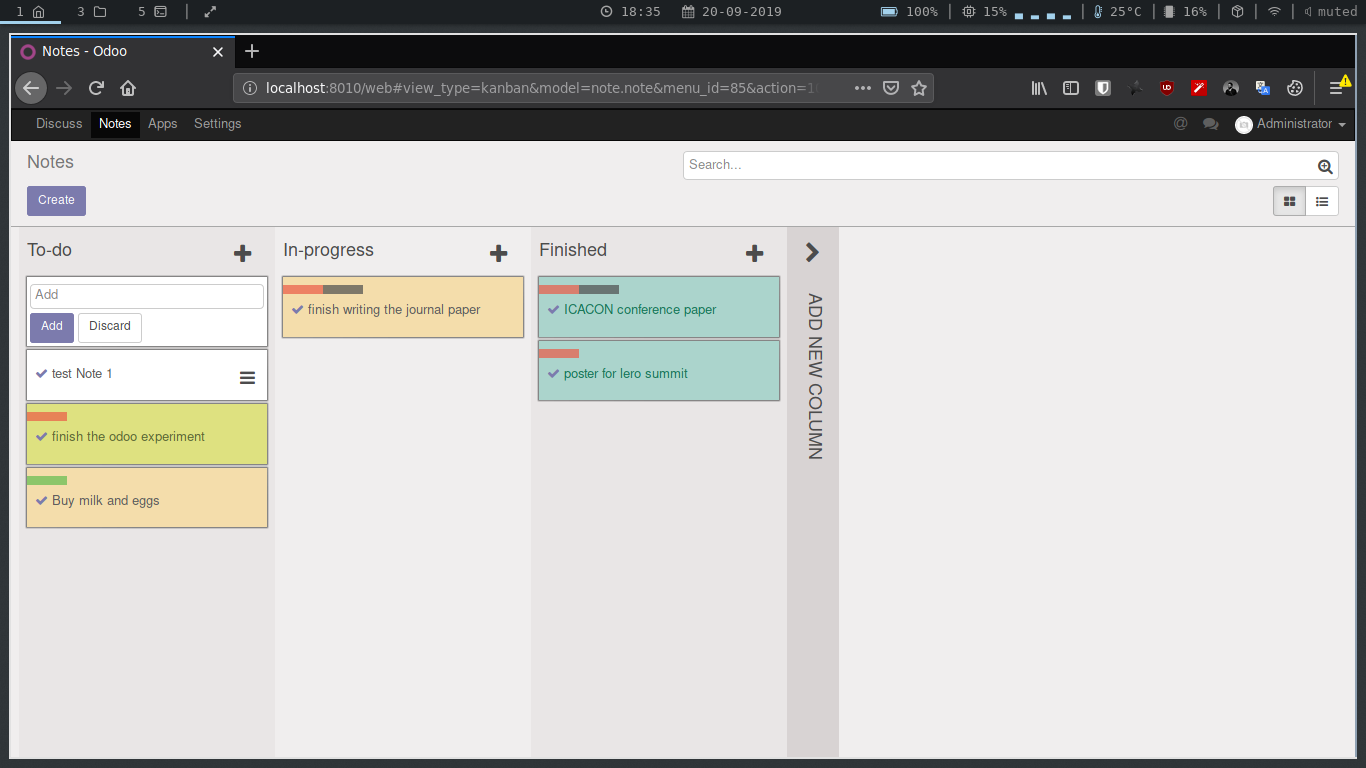 1 3 5 18:35 20-09-2019 100% 15% 25°C 16% muted
Notes - Odoo
localhost:8010/web#view_type=kanban&model=note.note&menu_id=85&action=1
Discuss Notes Apps Settings Administrator
Notes
Search...
Create
To-do
Add
Add Discard
test Note 1
finish the odoo experiment
Buy milk and eggs
In-progress
finish writing the journal paper
Finished
ICACON conference paper
poster for lero summit
ADD NEW COLUMN